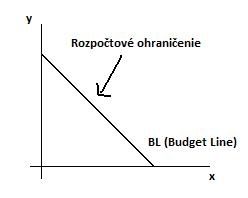 y
Rozpočtové ohraničenie
BL (Budget Line)
x